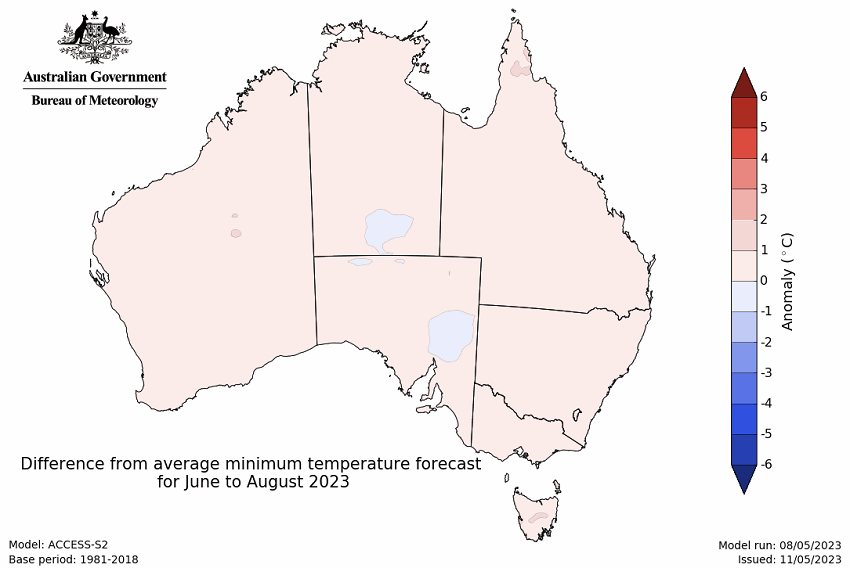 Australian Government
Bureau of Meteorology
6
5
4
3
2
1
0
-1
-2
-3
-4
-5
-6
Anomaly (°C)
Difference from average minimum temperature forecast
for June to August 2023
Model: ACCESS-S2
Base period: 1981-2018
Model run: 08/05/2023
Issued: 11/05/2023